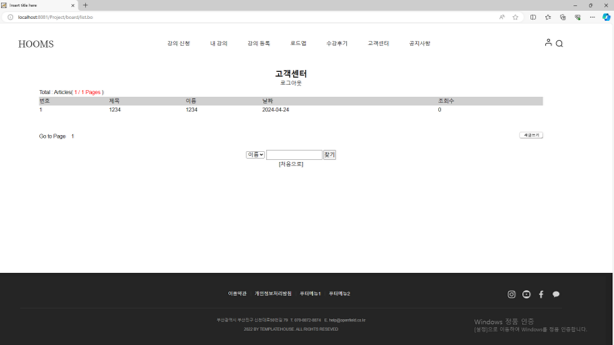 Insert title here
localhost:8081/Project/board/list.bo
HOOMS
강의 신청 내 강의 강의 등록 로드맵 수강후기 고객센터 공지사항
고객센터
로그아웃
Total Articles( 1 / 1 Pages )
번호 제목 이름 날짜 조회수
1 1234 1234 2024-04-24 0
Go to Page 1
이름 찾기
[처음으로]
이용약관 개인정보처리방침 푸터메뉴1 푸터메뉴2
2022 BY TEMPLATEHOUSE. ALL RIGHTS RESEVED
Windows 정품 인증
[설정]으로 이동하여 Windows를 정품 인증합니다.